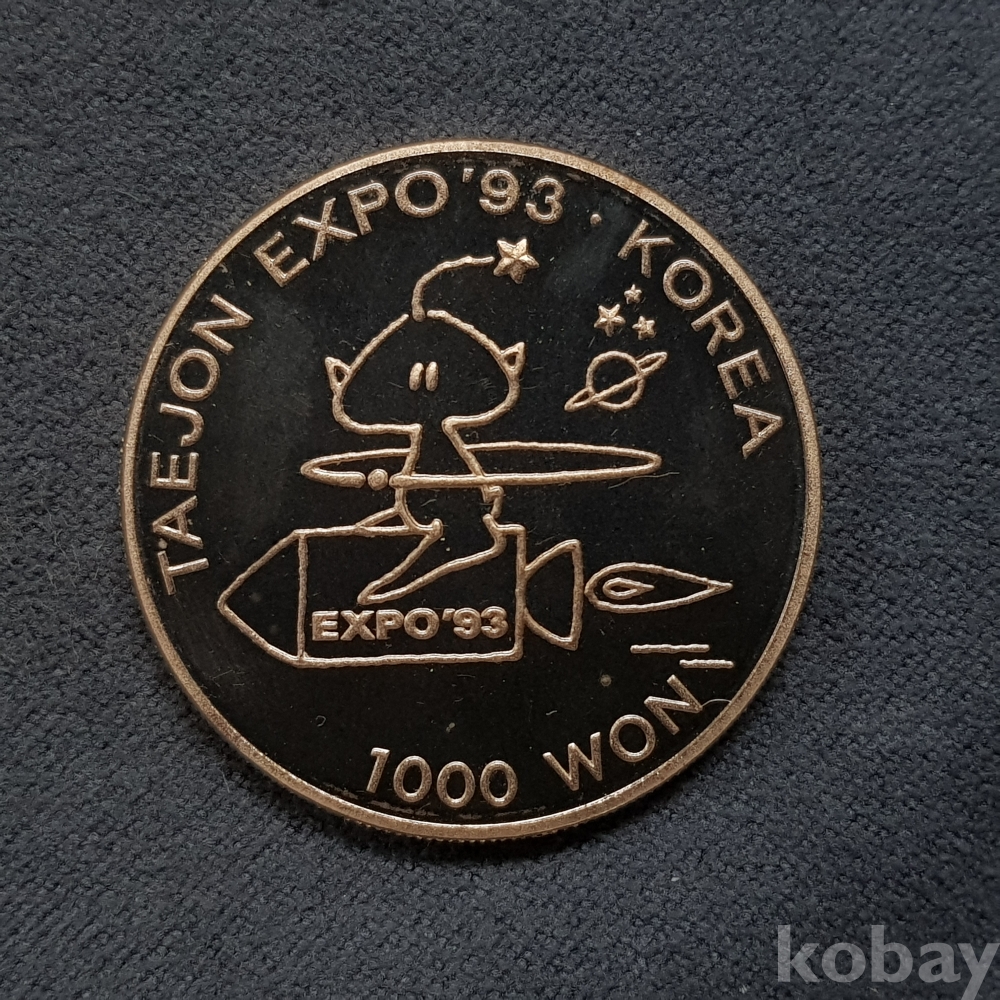 TAEJON EXPO'93 · KOREA
EXPO'93
1000 WON
kobay